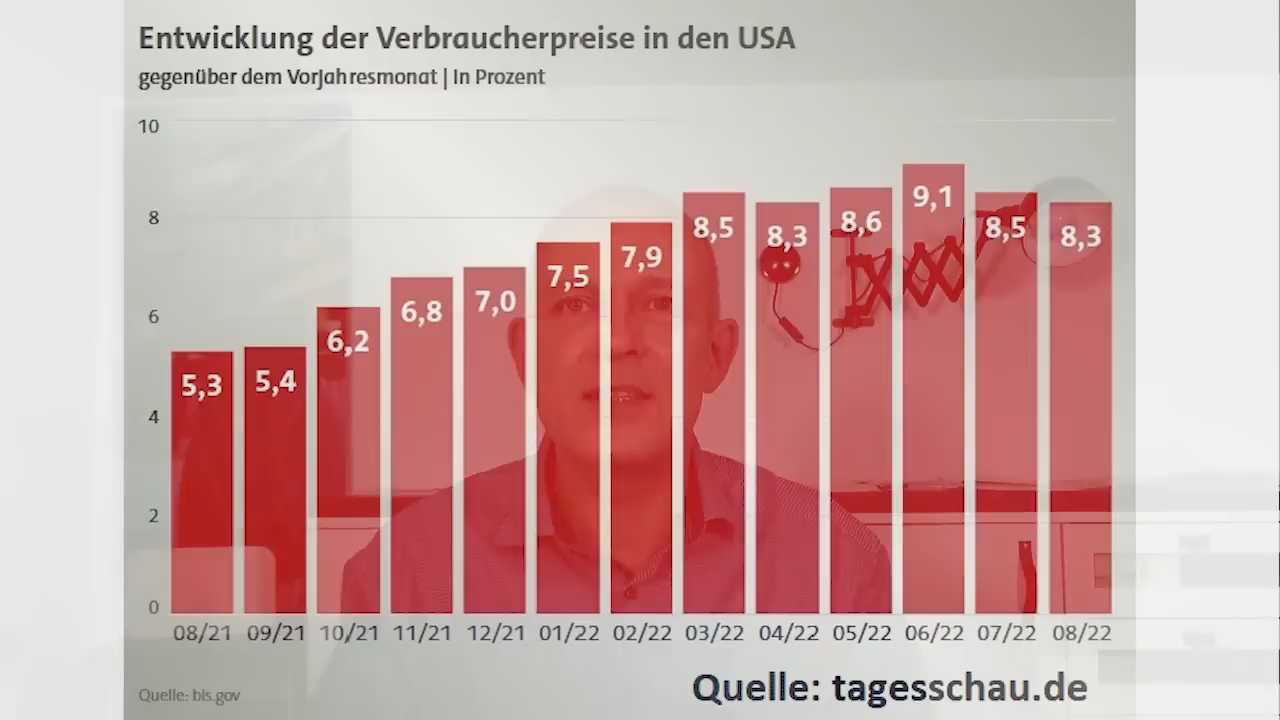 Entwicklung der Verbraucherpreise in den USA
gegenüber dem Vorjahresmonat | In Prozent
10
8
6
4
2
0
5,3 5,4 6,2 6,8 7,0 7,5 7,9 8,5 8,3 8,6 9,1 8,5 8,3
08/21 09/21 10/21 11/21 12/21 01/22 02/22 03/22 04/22 05/22 06/22 07/22 08/22
Quelle: bls.gov
Quelle: tagesschau.de